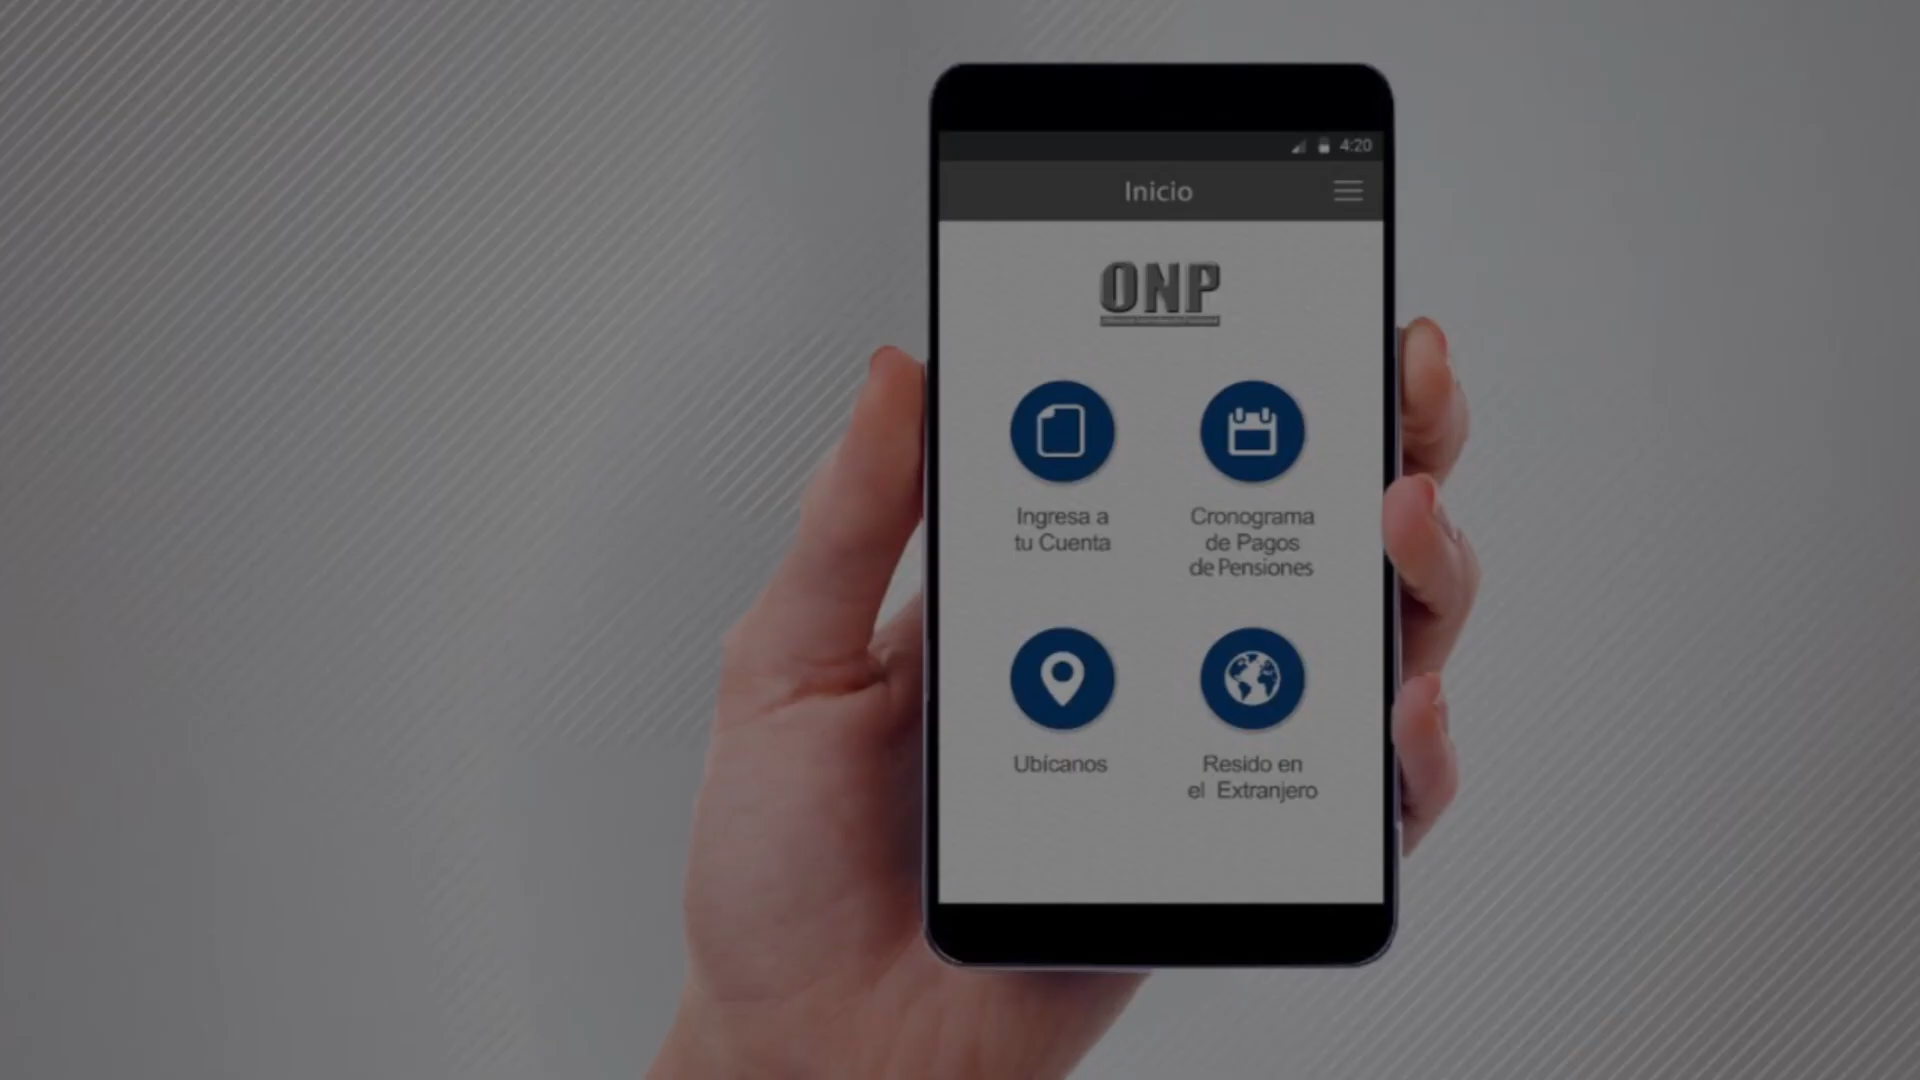 4:20
Inicio
ONP
Ingresa a
tu Cuenta
Cronograma
de Pagos
de Pensiones
Ubícanos
Resido en
el Extranjero